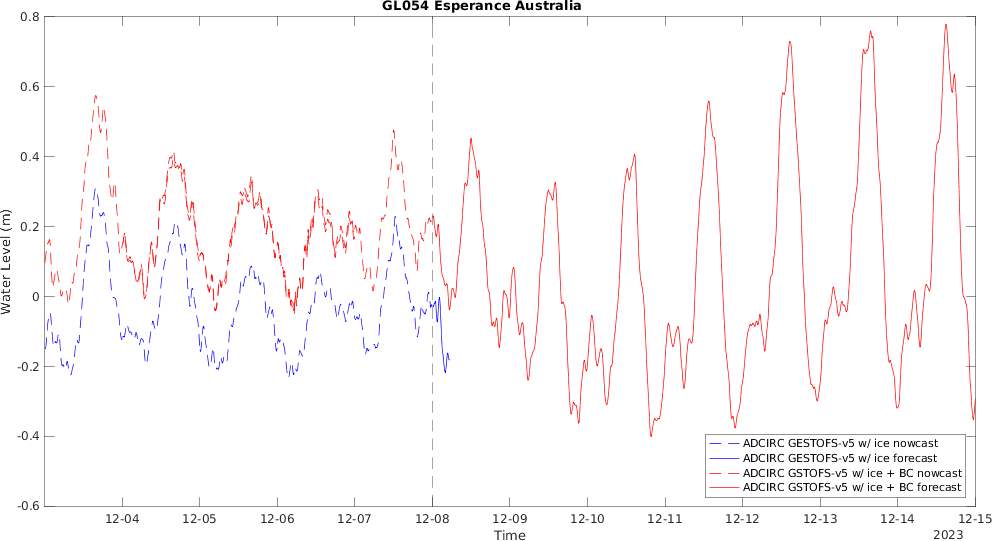 GL054 Esperance Australia
0.8
0.6
0.4
0.2
0
-0.2
-0.4
-0.6
Water Level (m)
12-04 12-05 12-06 12-07 12-08 12-09 12-10 12-11 12-12 12-13 12-14 12-15
Time
2023
ADCIRC GESTOFS-v5 w/ ice nowcast
ADCIRC GESTOFS-v5 w/ ice forecast
ADCIRC GSTOFS-v5 w/ ice + BC nowcast
ADCIRC GSTOFS-v5 w/ ice + BC forecast